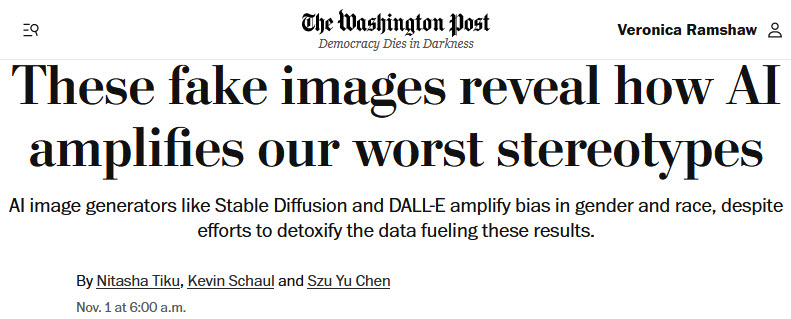 The Washington Post
Democracy Dies in Darkness
Veronica Ramshaw
These fake images reveal how AI
amplifies our worst stereotypes
AI image generators like Stable Diffusion and DALL-E amplify bias in gender and race, despite
efforts to detoxify the data fueling these results.
By Nitasha Tiku, Kevin Schaul and Szu Yu Chen
Nov. 1 at 6:00 a.m.